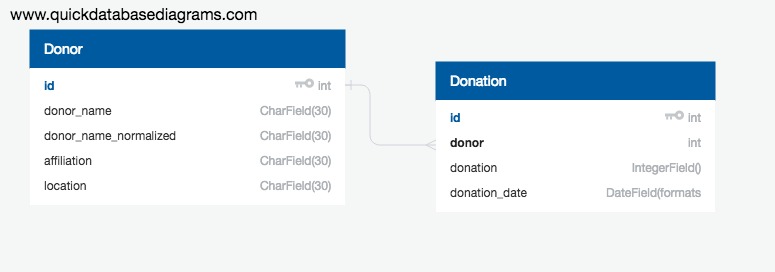 www.quickdatabasediagrams.com
Donor
id int
donor_name CharField(30)
donor_name_normalized CharField(30)
affiliation CharField(30)
location CharField(30)
Donation
id int
donor int
donation IntegerField()
donation_date DateField(formats